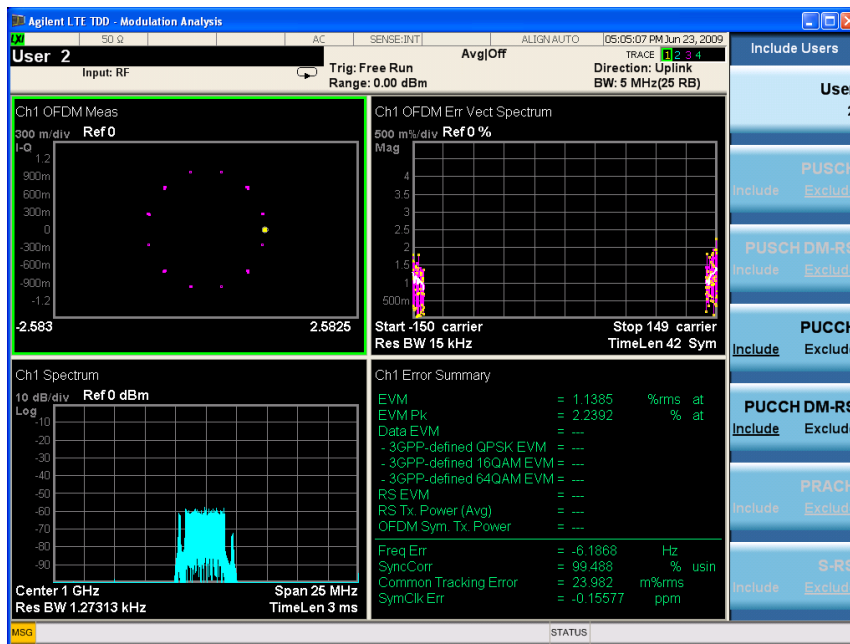 Agilent LTE TDD - Modulation Analysis
LXI 50 Ω AC SENSE:INT ALIGN AUTO 05:05:07 PM Jun 23, 2009
User 2
Avg|Off
TRACE 1 2 3 4
Input: RF
Trig: Free Run
Direction: Uplink
Range: 0.00 dBm
BW: 5 MHz(25 RB)
Ch1 OFDM Meas
300 m/div Ref 0
I-Q
1.2
900m
600m
300m
0
-300m
-600m
-900m
-1.2
-2.583 2.5825
Ch1 OFDM Err Vect Spectrum
500 m%/div Ref 0 %
Mag
4
3.5
3
2.5
2
1.5
1
500m
Start -150 carrier Stop 149 carrier
Res BW 15 kHz TimeLen 42 Sym
Ch1 Spectrum
10 dB/div Ref 0 dBm
Log
-10
-20
-30
-40
-50
-60
-70
-80
-90
Center 1 GHz Span 25 MHz
Res BW 1.27313 kHz TimeLen 3 ms
Ch1 Error Summary
EVM = 1.1385 %rms at
EVM Pk = 2.2392 % at
Data EVM = ---
- 3GPP-defined QPSK EVM = ---
- 3GPP-defined 16QAM EVM = ---
- 3GPP-defined 64QAM EVM = ---
RS EVM = ---
RS Tx. Power (Avg) = ---
OFDM Sym. Tx. Power = ---
Freq Err = -6.1868 Hz
SyncCorr = 99.488 % usin
Common Tracking Error = 23.982 m%rms
SymClk Err = -0.15577 ppm
Include Users
User
2
PUSCH
Include Exclud
PUSCH DM-RS
Include Exclud
PUCCH
Include Exclud
PUCCH DM-RS
Include Exclud
PRACH
Include Exclud
S-RS
Include Exclud
MSG STATUS